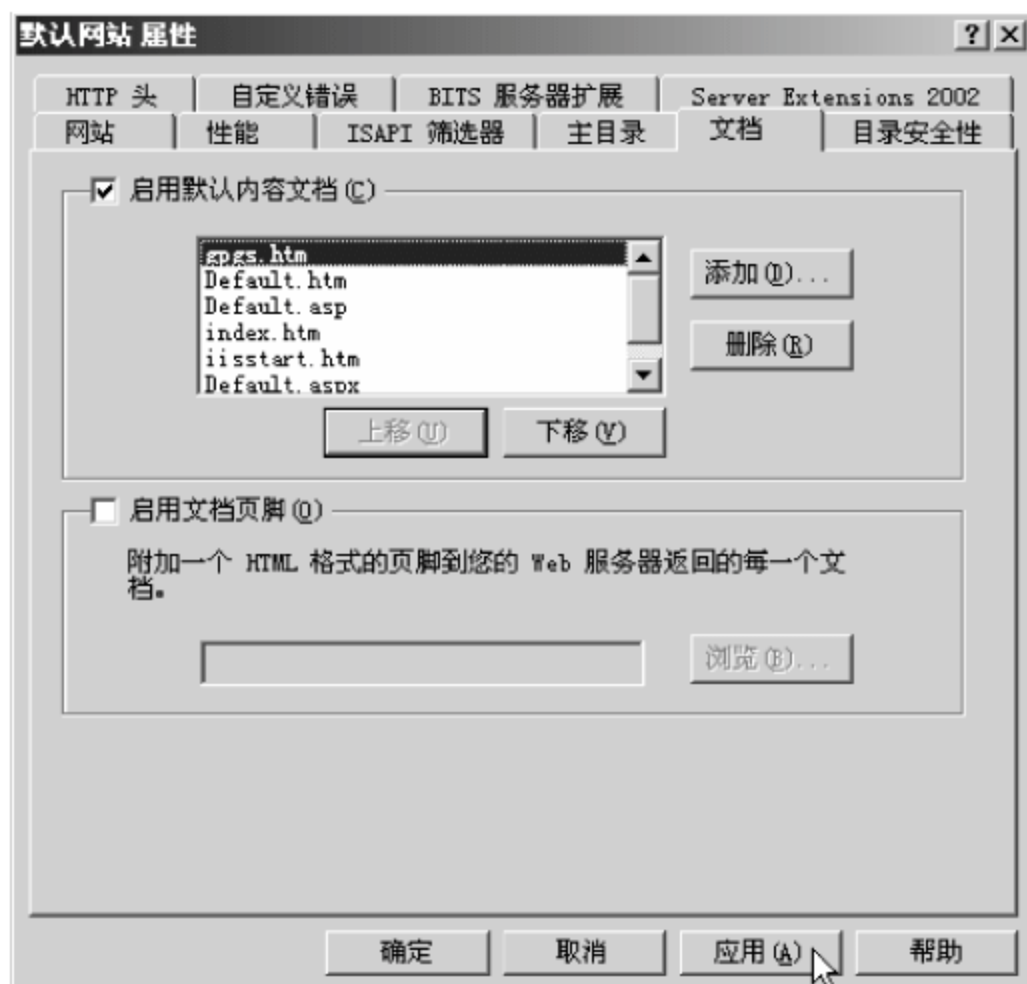 默认网站 属性
HTTP 头 自定义错误 BITS 服务器扩展 Server Extensions 2002
网站 性能 ISAPI 筛选器 主目录 文档 目录安全性
启用默认内容文档(C)
gpgs.htm
Default.htm
添加(D)...
Default.asp
index.htm
删除(R)
iisstart.htm
Default.aspx
上移(U) 下移(V)
启用文档页脚(O)
附加一个 HTML 格式的页脚到您的 Web 服务器返回的每一个文
档。
浏览(B)...
确定 取消 应用(A) 帮助